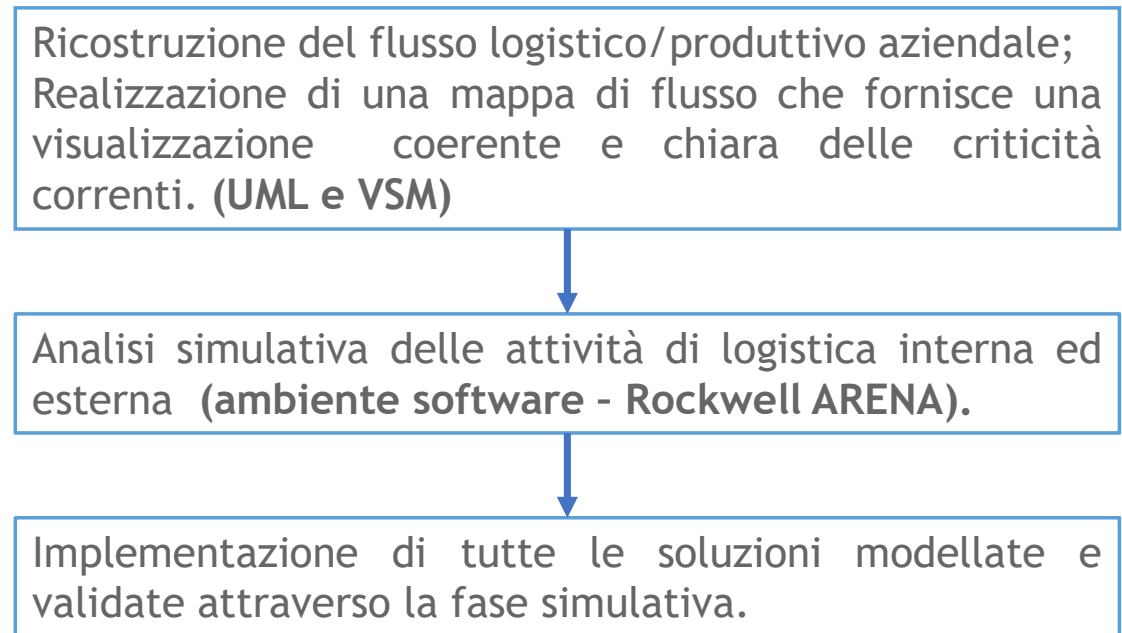 Ricostruzione del flusso logistico/produttivo aziendale;
Realizzazione di una mappa di flusso che fornisce una
visualizzazione coerente e chiara delle criticità
correnti. (UML e VSM)
Analisi simulativa delle attività di logistica interna ed
esterna (ambiente software – Rockwell ARENA).
Implementazione di tutte le soluzioni modellate e
validate attraverso la fase simulativa.